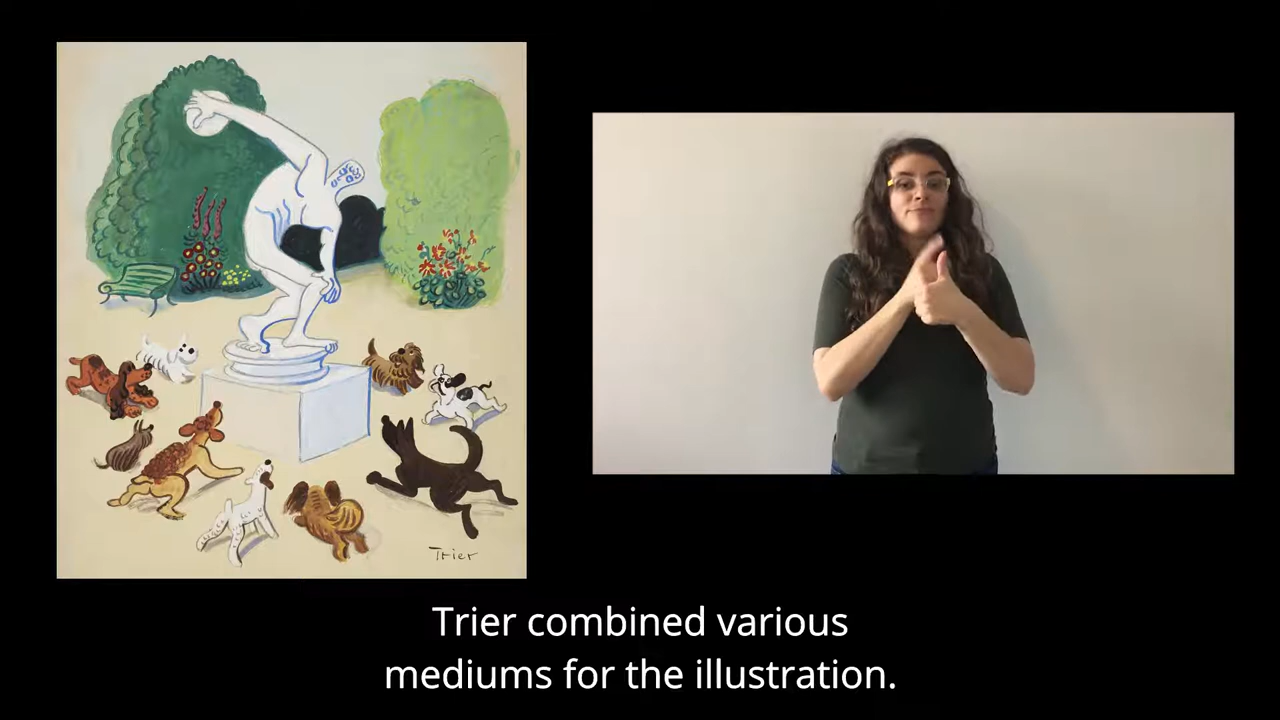 Trier
Trier combined various
mediums for the illustration.